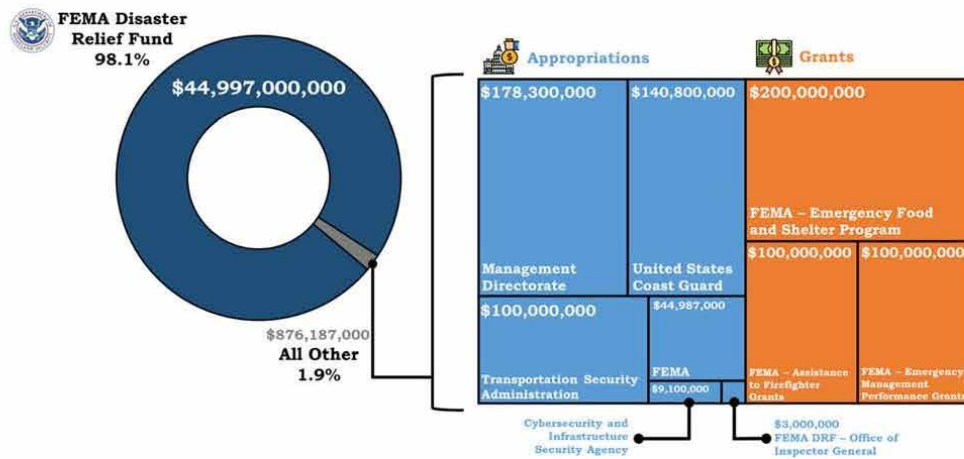 FEMA Disaster
Relief Fund
98.1%
$44,997,000,000
$876,187,000
All Other
1.9%
Appropriations
Grants
$178,300,000
Management
Directorate
$140,800,000
United States
Coast Guard
$200,000,000
FEMA – Emergency Food
and Shelter Program
$100,000,000
Transportation Security
Administration
$44,987,000
FEMA
$9,100,000
$100,000,000
FEMA – Assistance
to Firefighter
Grants
$100,000,000
FEMA – Emergency
Management
Performance Grants
Cybersecurity and
Infrastructure
Security Agency
$3,000,000
FEMA DRF – Office of
Inspector General